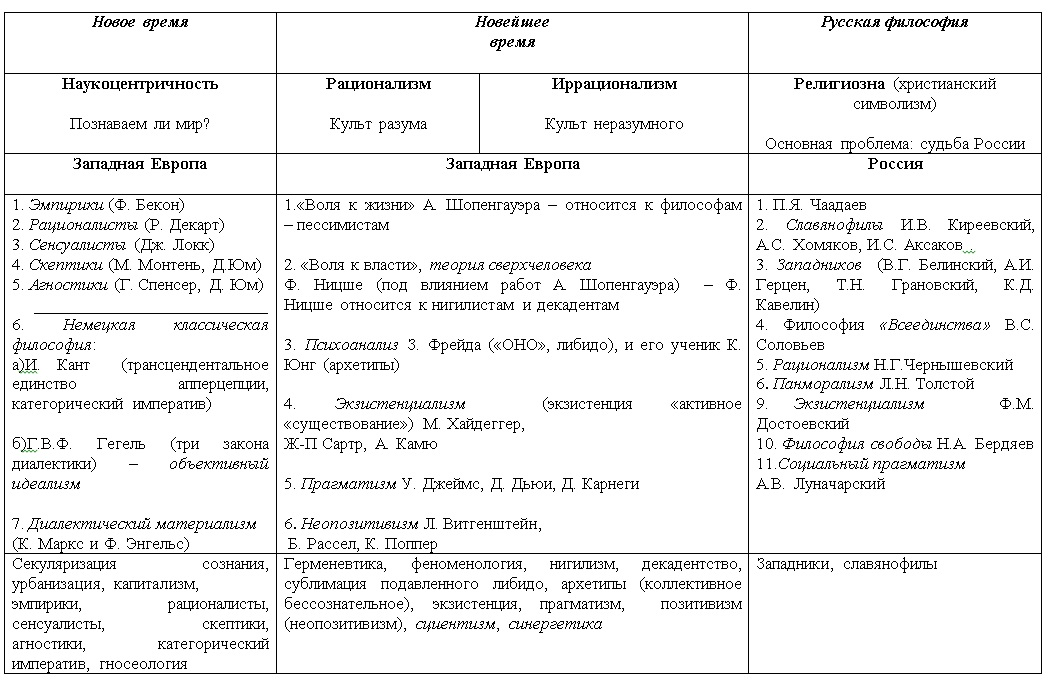 Новое время
Новейшее
время
Русская философия
Наукоцентричность
Познаваем ли мир?
Рационализм
Культ разума
Иррационализм
Культ неразумного
Религиозна (христианский
символизм)
Основная проблема: судьба России
Западная Европа
Западная Европа
Россия
1. Эмпирики (Ф. Бекон)
2. Рационалисты (Р. Декарт)
3. Сенсуалисты (Дж. Локк)
4. Скептики (М. Монтень, Д.Юм)
5. Агностики (Г. Спенсер, Д. Юм)
6. Немецкая классическая
философия:
а)И. Кант (трансцендентальное
единство апперцепции,
категорический императив)
б)Г.В.Ф. Гегель (три закона
диалектики) – объективный
идеализм
7. Диалектический материализм
(К. Маркс и Ф. Энгельс)
1.«Воля к жизни» А. Шопенгауэра – относится к философам
– пессимистам
2. «Воля к власти», теория сверхчеловека
Ф. Ницше (под влиянием работ А. Шопенгауэра) – Ф.
Ницше относится к нигилистам и декадентам
3. Психоанализ З. Фрейда («ОНО», либидо), и его ученик К.
Юнг (архетипы)
4. Экзистенциализм (экзистенция «активное
«существование») М. Хайдеггер,
Ж-П Сартр, А. Камю
5. Прагматизм У. Джеймс, Д. Дьюи, Д. Карнеги
6. Неопозитивизм Л. Витгенштейн,
Б. Рассел, К. Поппер
1. П.Я. Чаадаев
2. Славянофилы И.В. Киреевский,
А.С. Хомяков, И.С. Аксаков . .
3. Западников (В.Г. Белинский, А.И.
Герцен, Т.Н. Грановский, К.Д.
Кавелин)
4. Философия «Всеединства» В.С.
Соловьев
5. Рационализм Н.Г.Чернышевский
6. Панморализм Л.Н. Толстой
9. Экзистенциализм Ф.М.
Достоевский
10. Философия свободы Н.А. Бердяев
11.Социальный прагматизм
А.В. Луначарский
Секуляризация сознания,
урбанизация, капитализм,
эмпирики, рационалисты,
сенсуалисты, скептики,
агностики, категорический
императив, гносеология
Герменевтика, феноменология, нигилизм, декадентство,
сублимация подавленного либидо, архетипы (коллективное
бессознательное), экзистенция, прагматизм, позитивизм
(неопозитивизм), сциентизм, синергетика
Западники, славянофилы